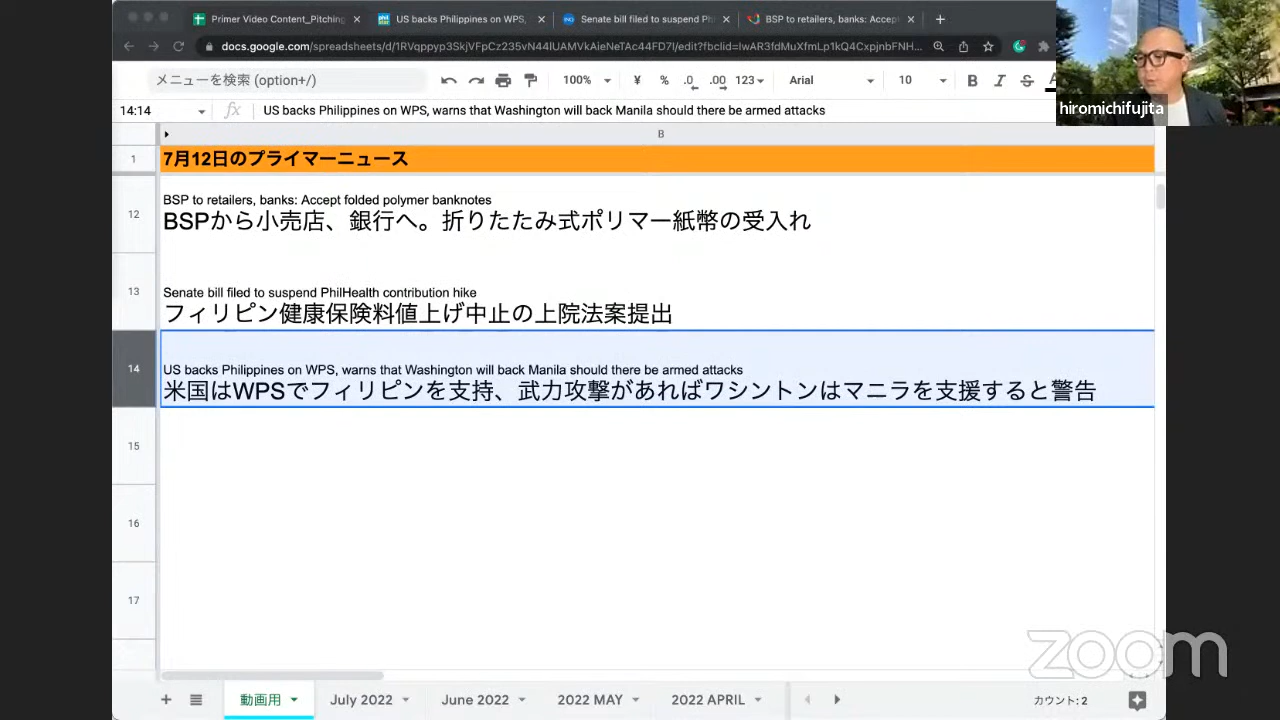 Primer Video Content_Pitching
US backs Philippines on WPS,
Senate bill filed to suspend Ph
BSP to retailers, banks: Accep
docs.google.com/spreadsheets/d/1RVqppyp3SkjVFpCz235vN44IUAMVkAieNeTAc44FD7I/edit?fbclid=IwAR3fdMuXfmLp1kQ4CxpjnbFNH...
メニューを検索 (option+/)
100%
¥ % .0 .00 123
Arial
10
B I S A
hiromichifujita
14:14
fx
US backs Philippines on WPS, warns that Washington will back Manila should there be armed attacks
B
1
7月12日のプライマーニュース
12
BSP to retailers, banks: Accept folded polymer banknotes
BSPから小売店、銀行へ。折りたたみ式ポリマー紙幣の受入れ
13
Senate bill filed to suspend PhilHealth contribution hike
フィリピン健康保険料値上げ中止の上院法案提出
14
US backs Philippines on WPS, warns that Washington will back Manila should there be armed attacks
米国はWPSでフィリピンを支持、武力攻撃があればワシントンはマニラを支援すると警告
15
16
17
zoom
動画用
July 2022
June 2022
2022 MAY
2022 APRIL
カウント: 2